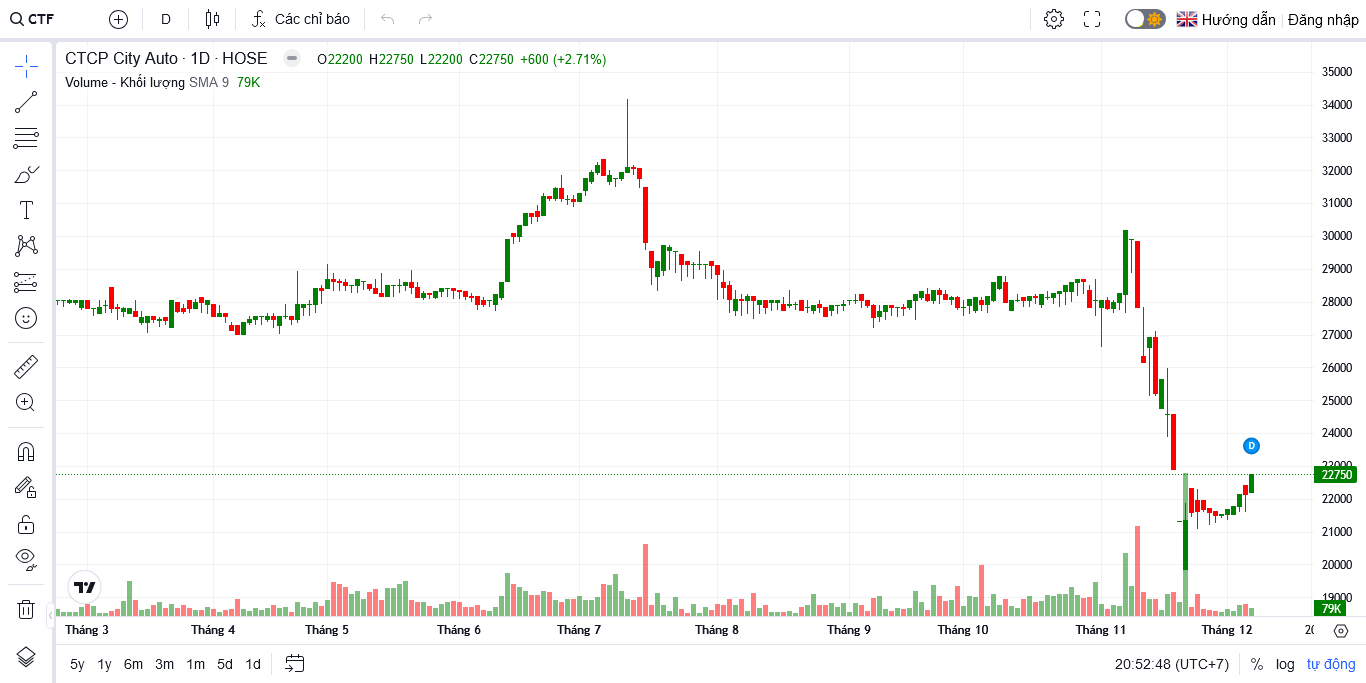 CTF D Các chỉ báo Hướng dẫn Đăng nhập
CTCP City Auto · 1D · HOSE O22200 H22750 L22200 C22750 +600 (+2.71%)
Volume - Khối lượng SMA 9 79K
35000
34000
33000
32000
31000
30000
29000
28000
27000
26000
25000
24000
D
22000
22750
22000
21000
20000
19000
79K
Tháng 3 Tháng 4 Tháng 5 Tháng 6 Tháng 7 Tháng 8 Tháng 9 Tháng 10 Tháng 11 Tháng 12 20
5y 1y 6m 3m 1m 5d 1d 20:52:48 (UTC+7) % log tự động